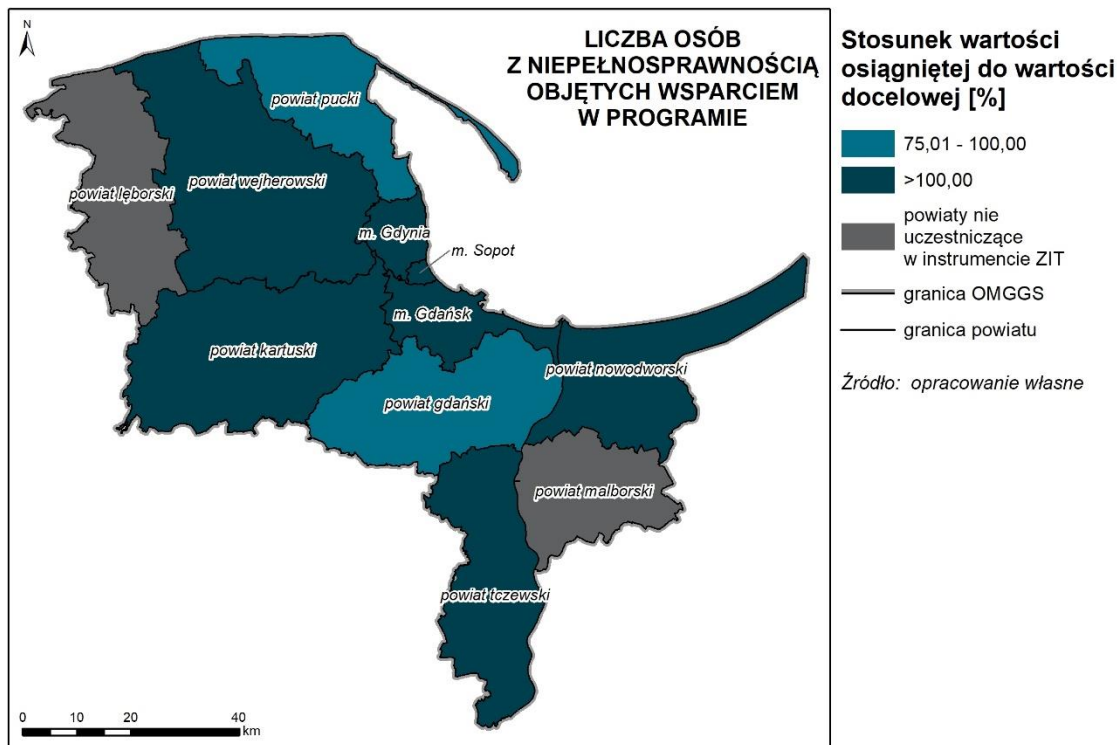 N
LICZBA OSÓB
Z NIEPEŁNOSPRAWNOŚCIĄ
OBJĘTYCH WSPARCIEM
W PROGRAMIE
powiat pucki
powiat lęborski
powiat wejherowski
m. Gdynia
m. Sopot
m. Gdańsk
powiat kartuski
powiat nowodworski
powiat gdański
powiat malborski
powiat tczewski
0 10 20 40
km
Stosunek wartości
osiągniętej do wartości
docelowej [%]
75,01 - 100,00
>100,00
powiaty nie
uczestniczące
w instrumencie ZIT
granica OMGGS
granica powiatu
Źródło: opracowanie własne